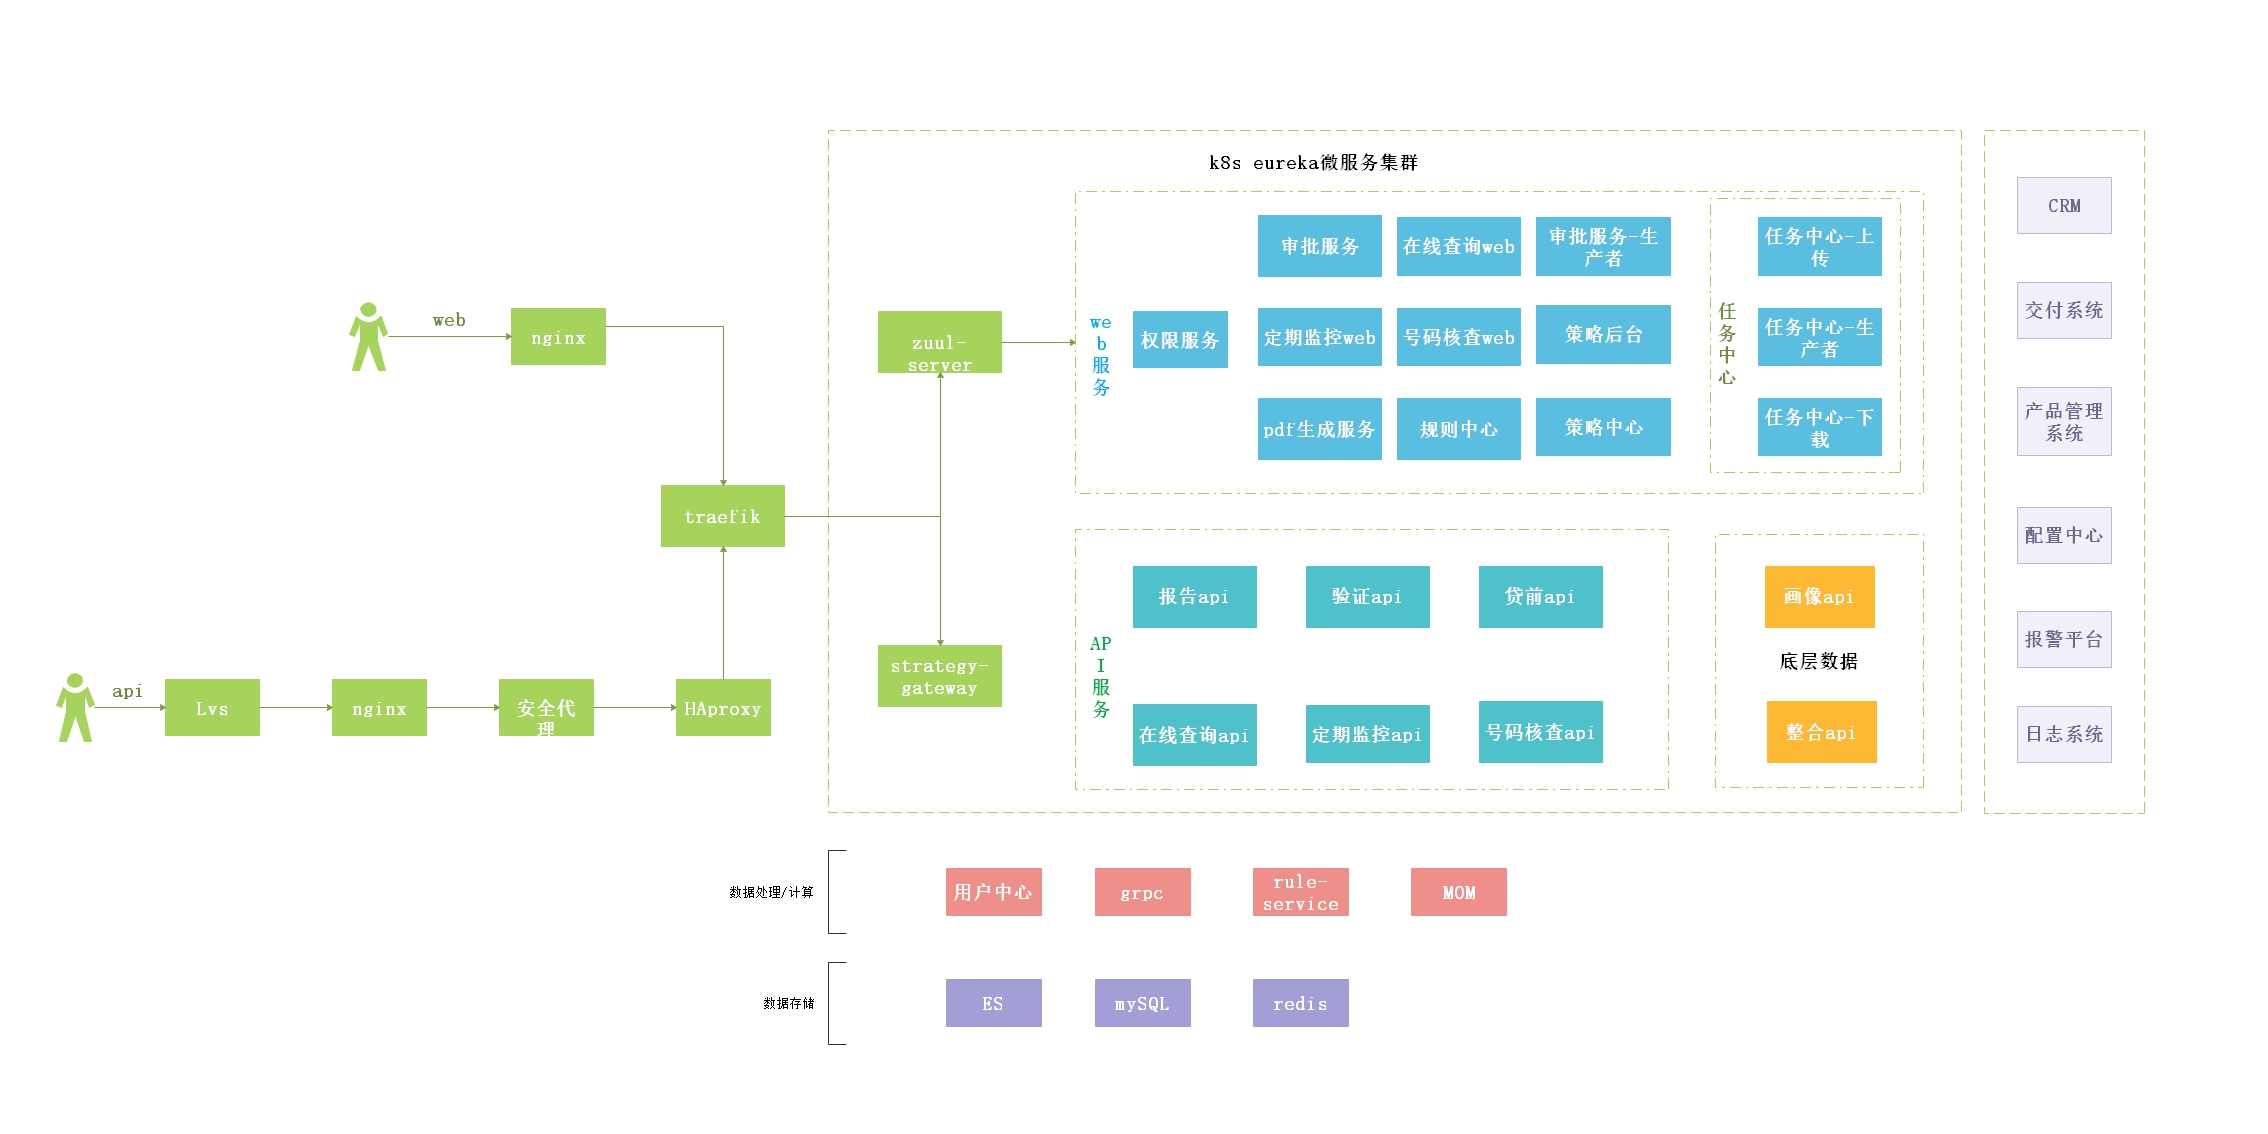 k8s eureka微服务集群
web
nginx
api
Lvs
nginx
安全代
理
HAproxy
traefik
zuul-
server
strategy-
gateway
we
b
服
务
权限服务
审批服务
在线查询web
审批服务-生
产者
定期监控web
号码核查web
策略后台
pdf生成服务
规则中心
策略中心
任
务
中
心
任务中心-上
传
任务中心-生
产者
任务中心-下
载
AP
I
服
务
报告api
验证api
贷前api
在线查询api
定期监控api
号码核查api
画像api
底层数据
整合api
CRM
交付系统
产品管理
系统
配置中心
报警平台
日志系统
数据处理/计算
用户中心
grpc
rule-
service
MOM
数据存储
ES
mySQL
redis